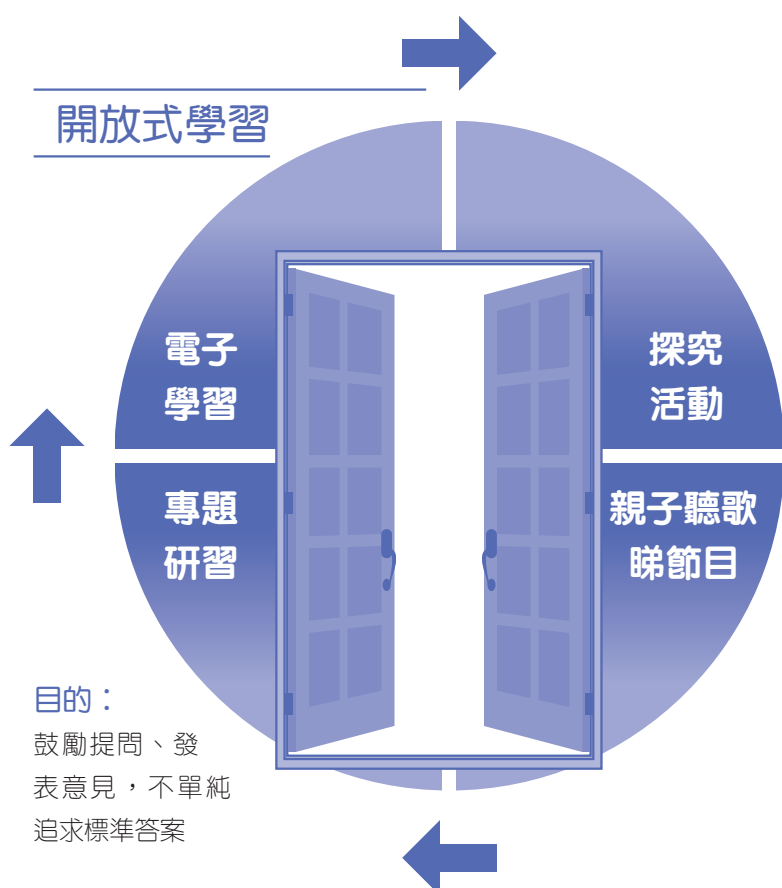 開放式學習
電子
學習
探究
活動
專題
研習
親子聽歌
睇節目
目的：
鼓勵提問、發
表意見，不單純
追求標準答案